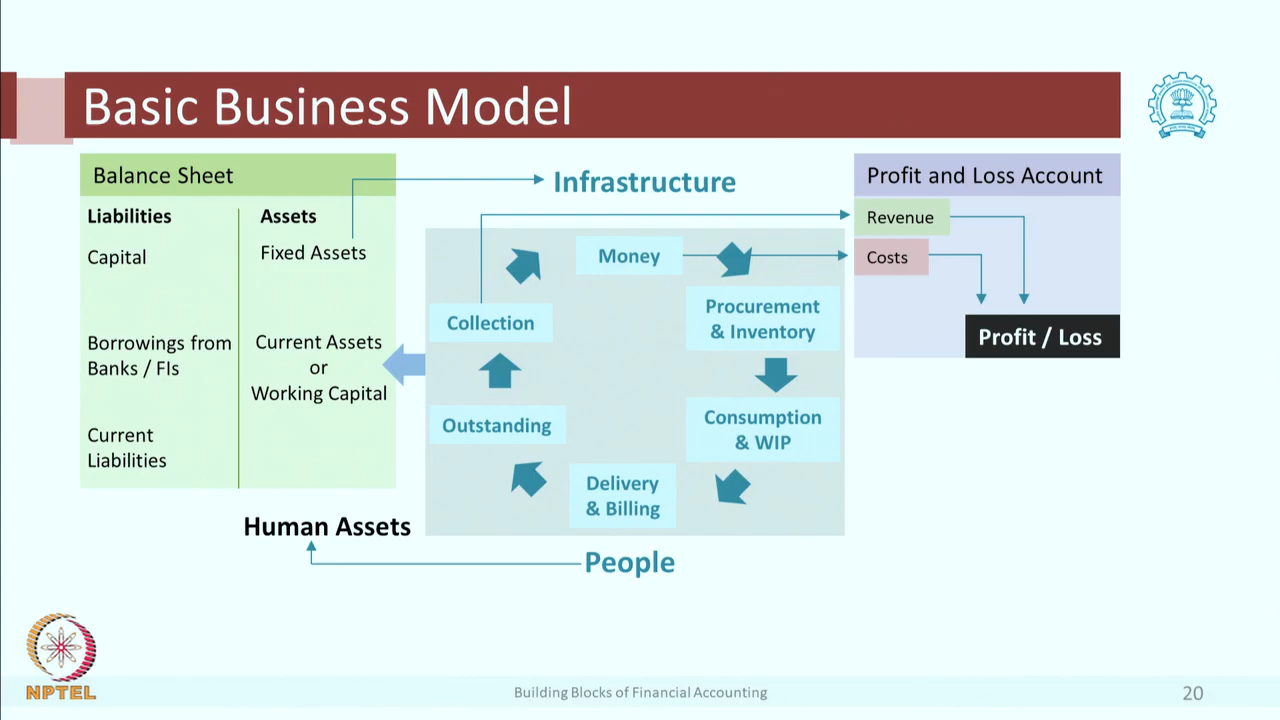 Basic Business Model
Balance Sheet
Liabilities
Assets
Capital
Fixed Assets
Borrowings from
Banks / FIs
Current Assets
or
Working Capital
Current
Liabilities
Human Assets
Infrastructure
Money
Procurement
& Inventory
Consumption
& WIP
Delivery
& Billing
Outstanding
Collection
People
Profit and Loss Account
Revenue
Costs
Profit / Loss
NPTEL
Building Blocks of Financial Accounting
20